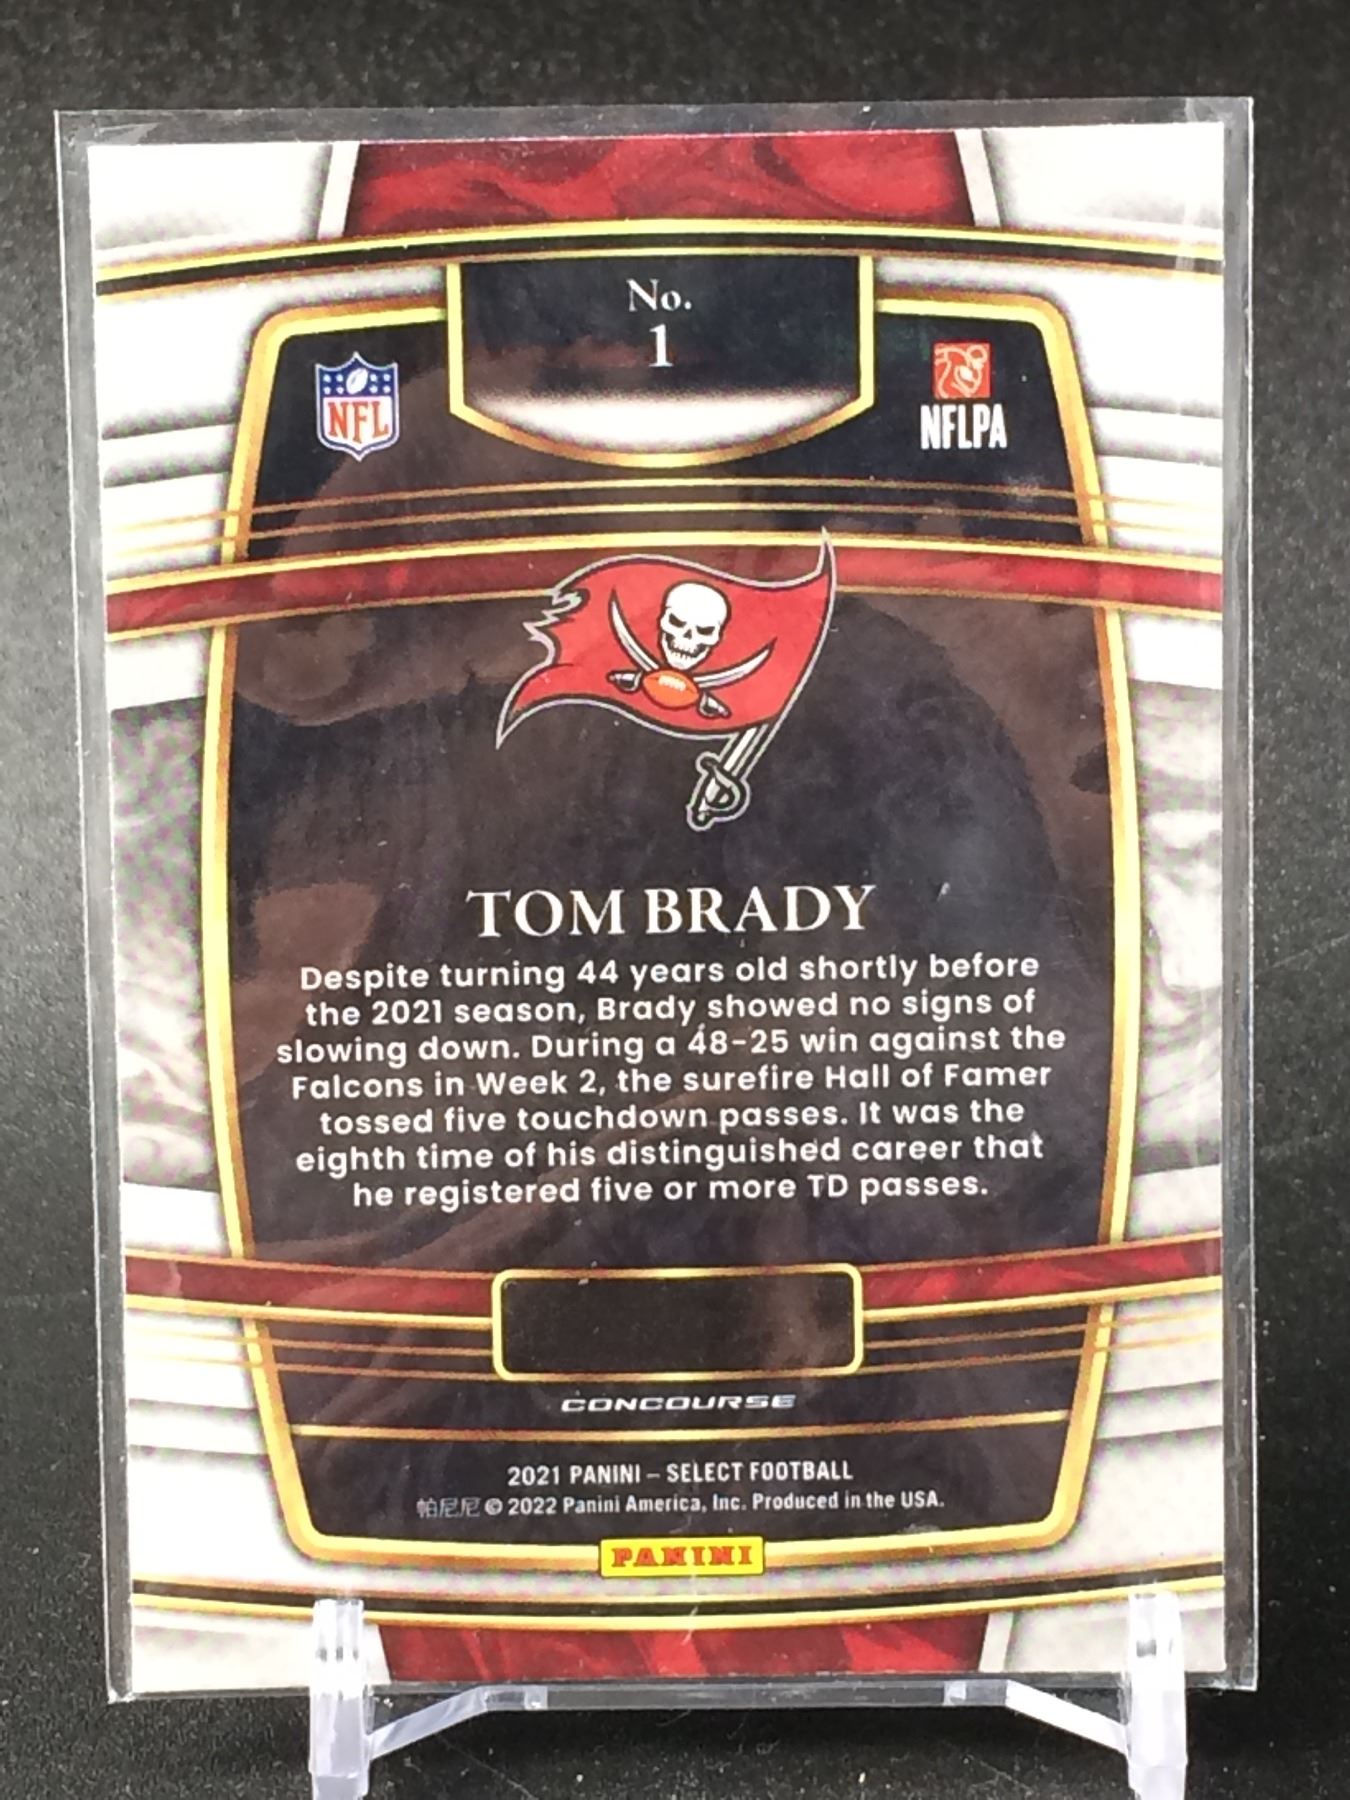 No.
1
NFL
NFLPA
TOM BRADY
Despite turning 44 years old shortly before
the 2021 season, Brady showed no signs of
slowing down. During a 48-25 win against the
Falcons in Week 2, the surefire Hall of Famer
tossed five touchdown passes. It was the
eighth time of his distinguished career that
he registered five or more TD passes.
CONCOURSE
2021 PANINI – SELECT FOOTBALL
帕尼尼 © 2022 Panini America, Inc. Produced in the USA.
PANINI